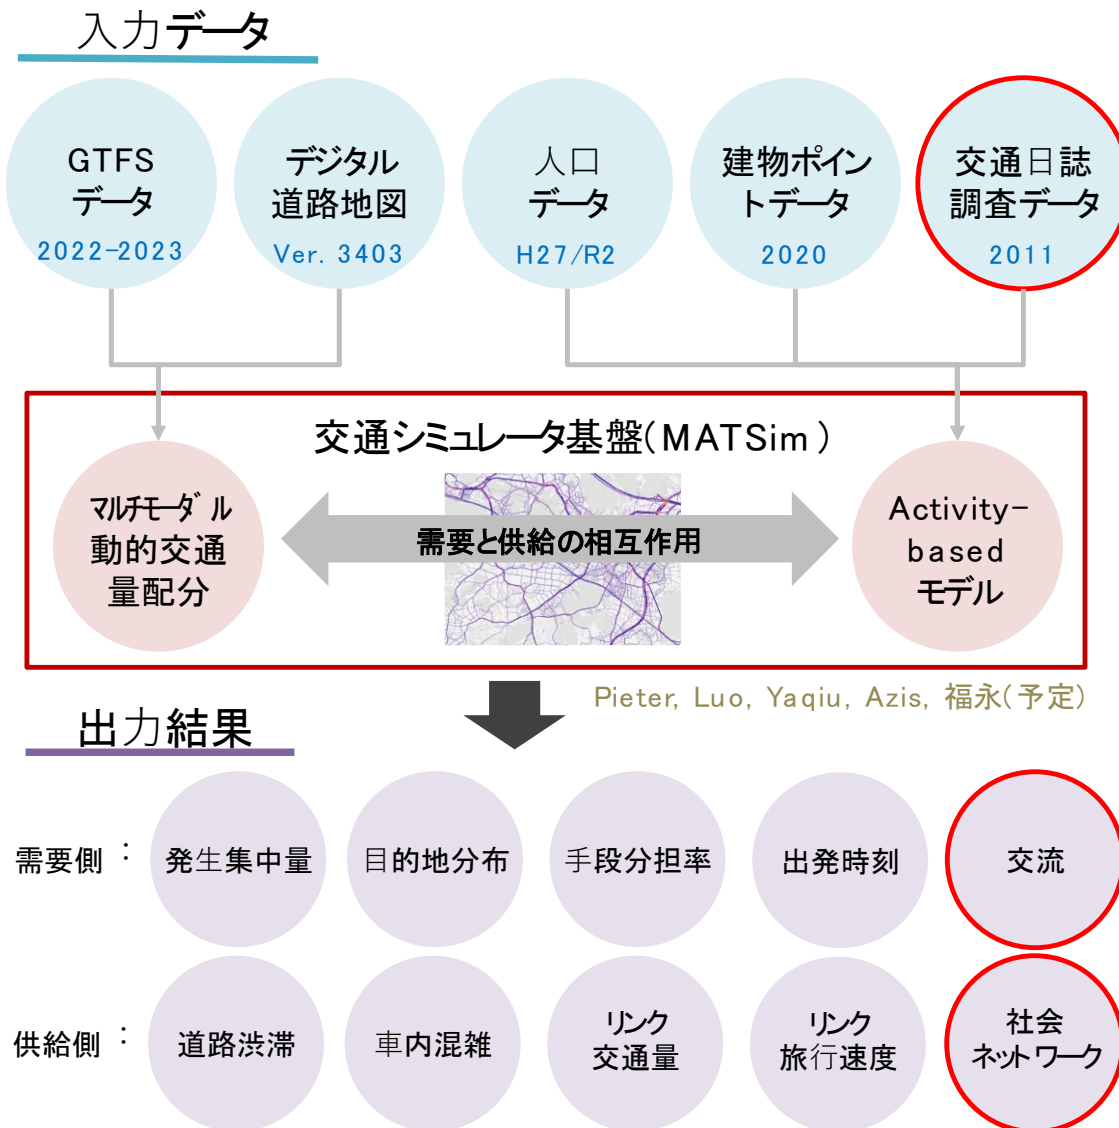 入力データ
GTFS
データ
2022-2023
デジタル
道路地図
Ver. 3403
人口
データ
H27/R2
建物ポイン
トデータ
2020
交通日誌
調査データ
2011
交通シミュレータ基盤(MATSim)
マルチモーダル
動的交通
量配分
需要と供給の相互作用
Activity-
based
モデル
Pieter, Luo, Yaqiu, Azis, 福永(予定)
出力結果
需要側：
発生集中量
目的地分布
手段分担率
出発時刻
交流
供給側：
道路渋滞
車内混雑
リンク
交通量
リンク
旅行速度
社会
ネットワーク